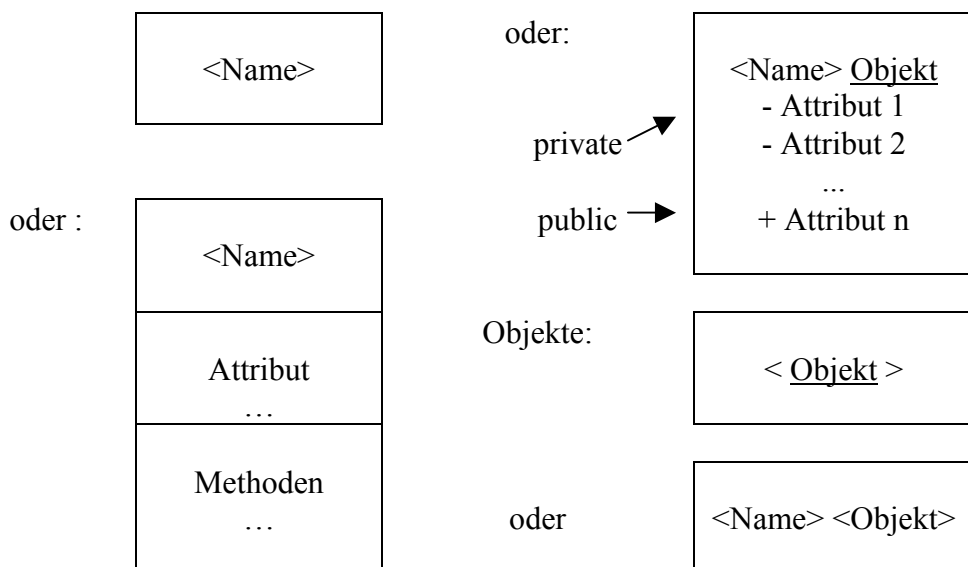 <Name>
oder :
<Name>
Attribut
…
Methoden
…
oder:
private
public
<Name> Objekt
- Attribut 1
- Attribut 2
...
+ Attribut n
Objekte:
< Objekt >
oder
<Name> <Objekt>